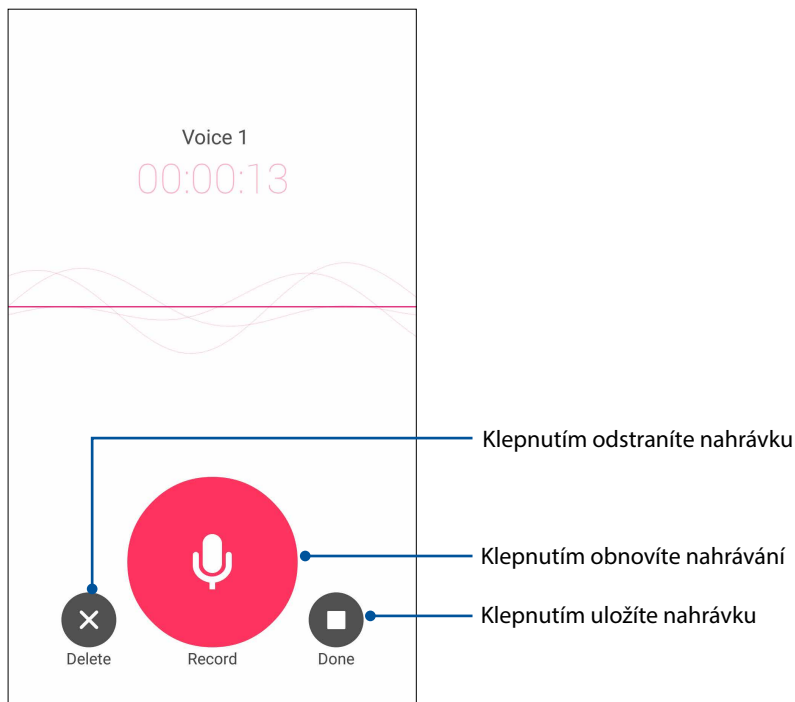 Voice 1
00:00:13
Klepnutím odstraníte nahrávku
Klepnutím obnovíte nahrávání
Klepnutím uložíte nahrávku
Delete
Record
Done